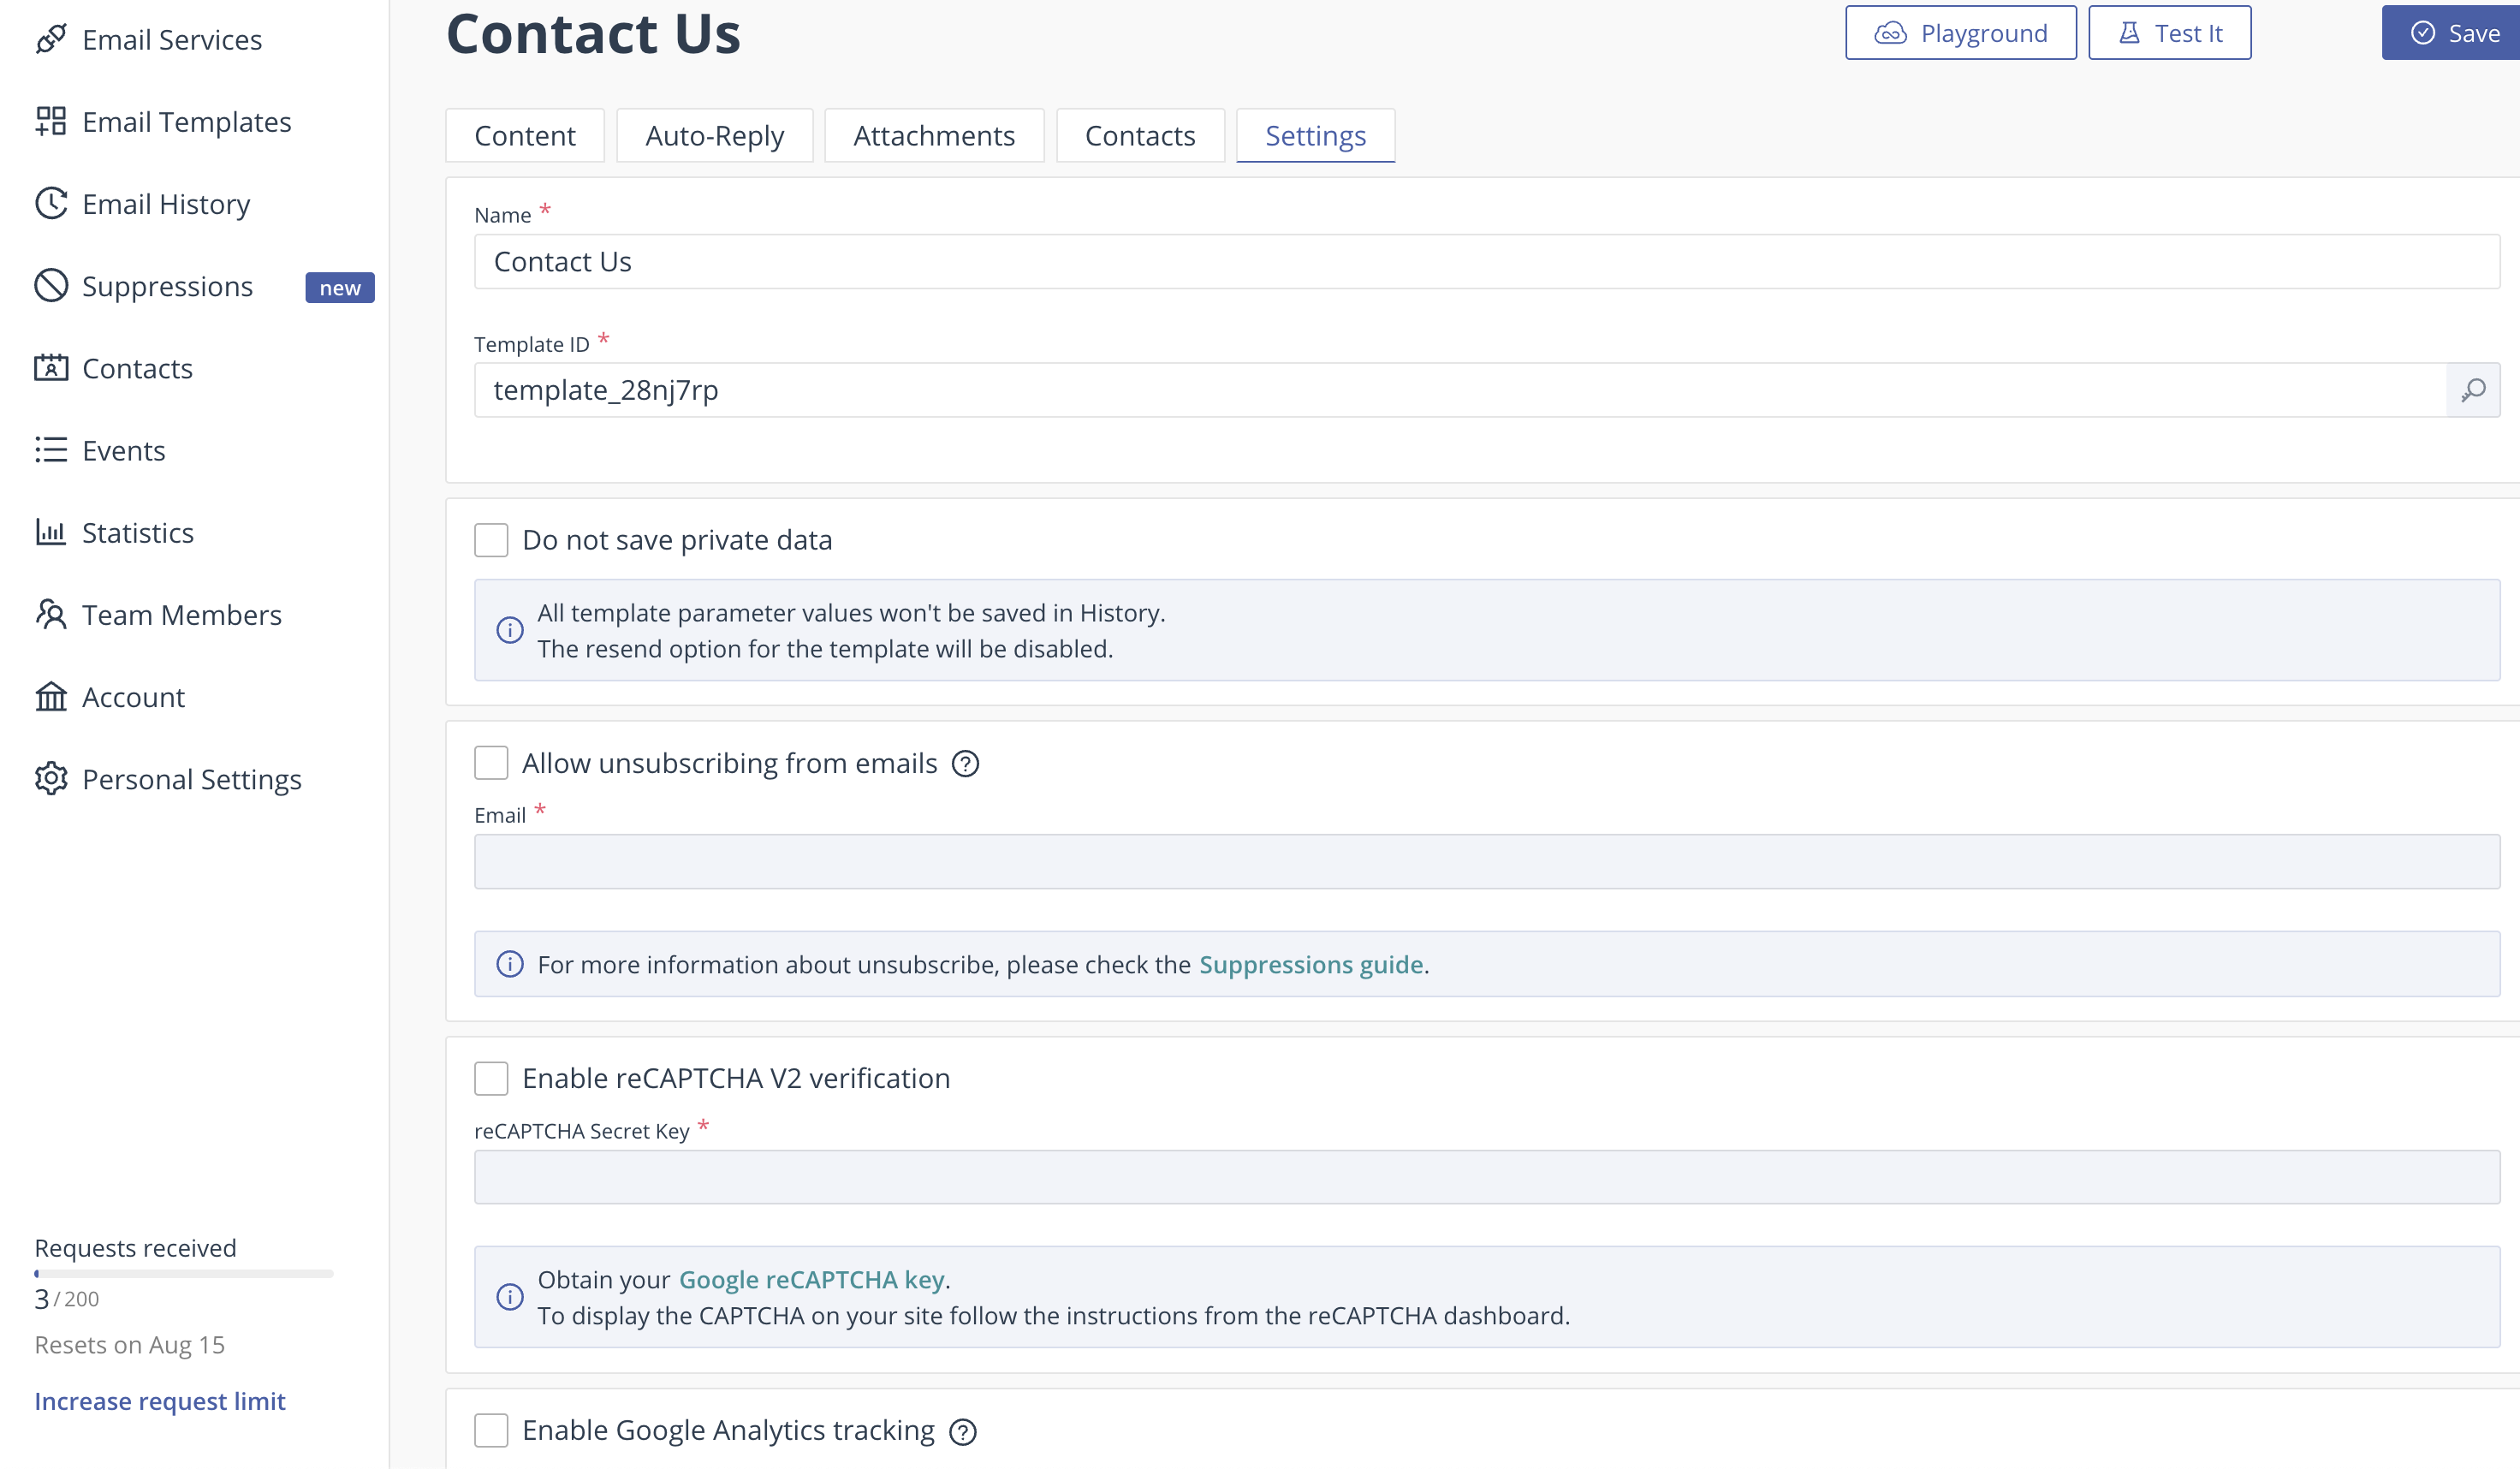 Email Services
Email Templates
Email History
Suppressions new
Contacts
Events
Statistics
Team Members
Account
Personal Settings
Requests received
3 / 200
Resets on Aug 15
Increase request limit
Contact Us
Playground
Test It
Save
Content
Auto-Reply
Attachments
Contacts
Settings
Name *
Contact Us
Template ID *
template_28nj7rp
Do not save private data
All template parameter values won't be saved in History.
The resend option for the template will be disabled.
Allow unsubscribing from emails
Email *
For more information about unsubscribe, please check the Suppressions guide.
Enable reCAPTCHA V2 verification
reCAPTCHA Secret Key *
Obtain your Google reCAPTCHA key.
To display the CAPTCHA on your site follow the instructions from the reCAPTCHA dashboard.
Enable Google Analytics tracking